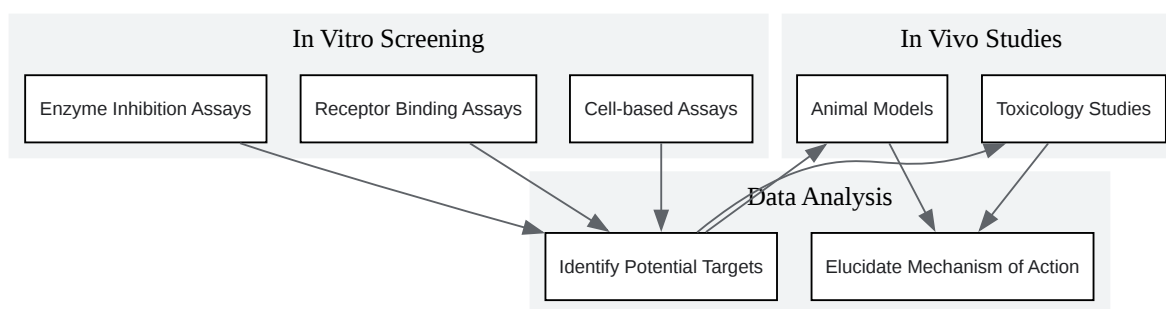 In Vitro Screening
In Vivo Studies
Enzyme Inhibition Assays
Receptor Binding Assays
Cell-based Assays
Animal Models
Toxicology Studies
Data Analysis
Identify Potential Targets
Elucidate Mechanism of Action